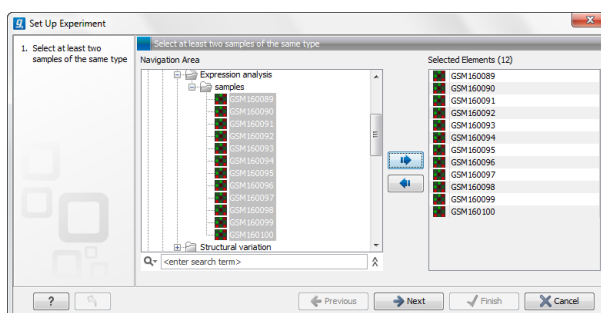 Set Up Experiment
1. Select at least two
samples of the same type
Select at least two samples of the same type
Navigation Area
Expression analysis
samples
GSM160089
GSM160090
GSM160091
GSM160092
GSM160093
GSM160094
GSM160095
GSM160096
GSM160097
GSM160098
GSM160099
GSM160100
Structural variation
<enter search term>
Selected Elements (12)
GSM160089
GSM160090
GSM160091
GSM160092
GSM160093
GSM160094
GSM160095
GSM160096
GSM160097
GSM160098
GSM160099
GSM160100
?
Previous
Next
Finish
Cancel